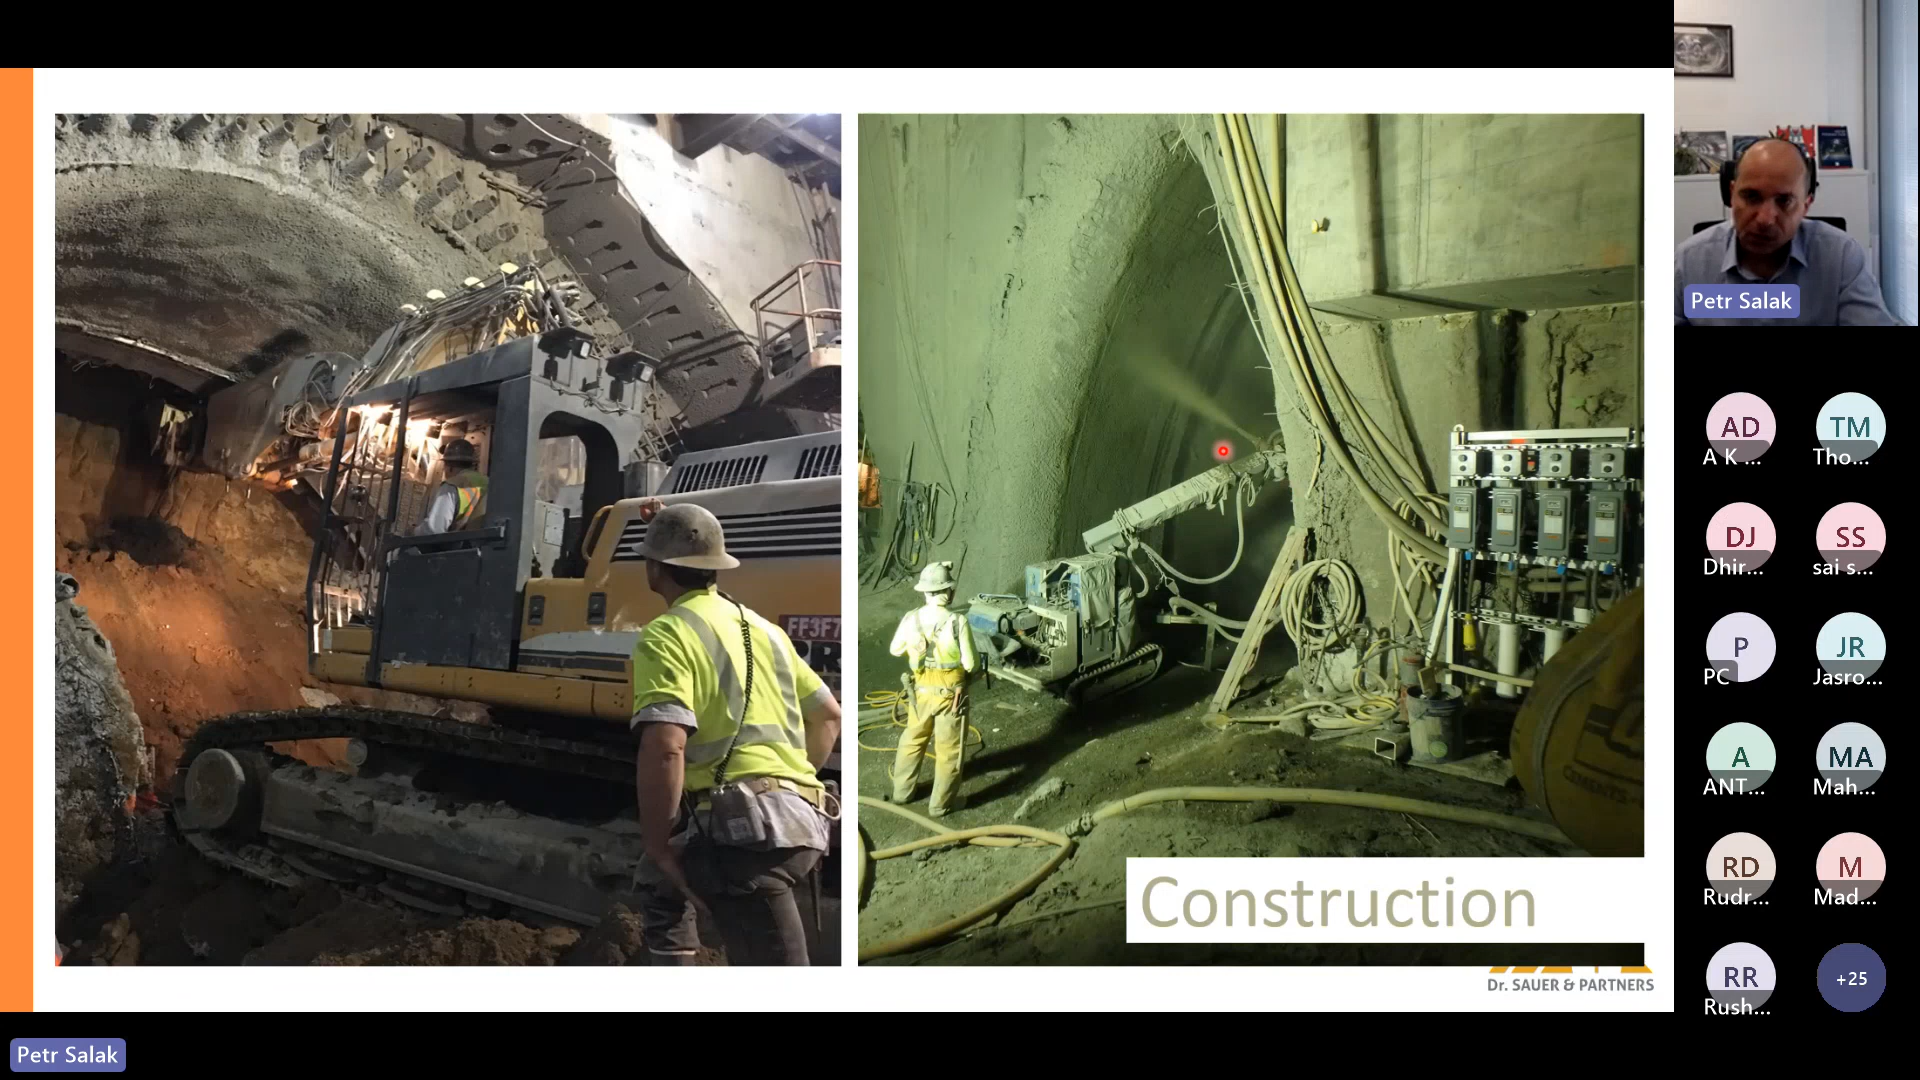 FF3F7
Construction
Dr. SAUER & PARTNERS
Petr Salak
Petr Salak
AD
A K ...
TM
Tho...
DJ
Dhir...
SS
sai s...
P
PC
JR
Jasro...
A
ANT...
MA
Mah...
RD
Rudr...
M
Mad...
RR
Rush...
+25